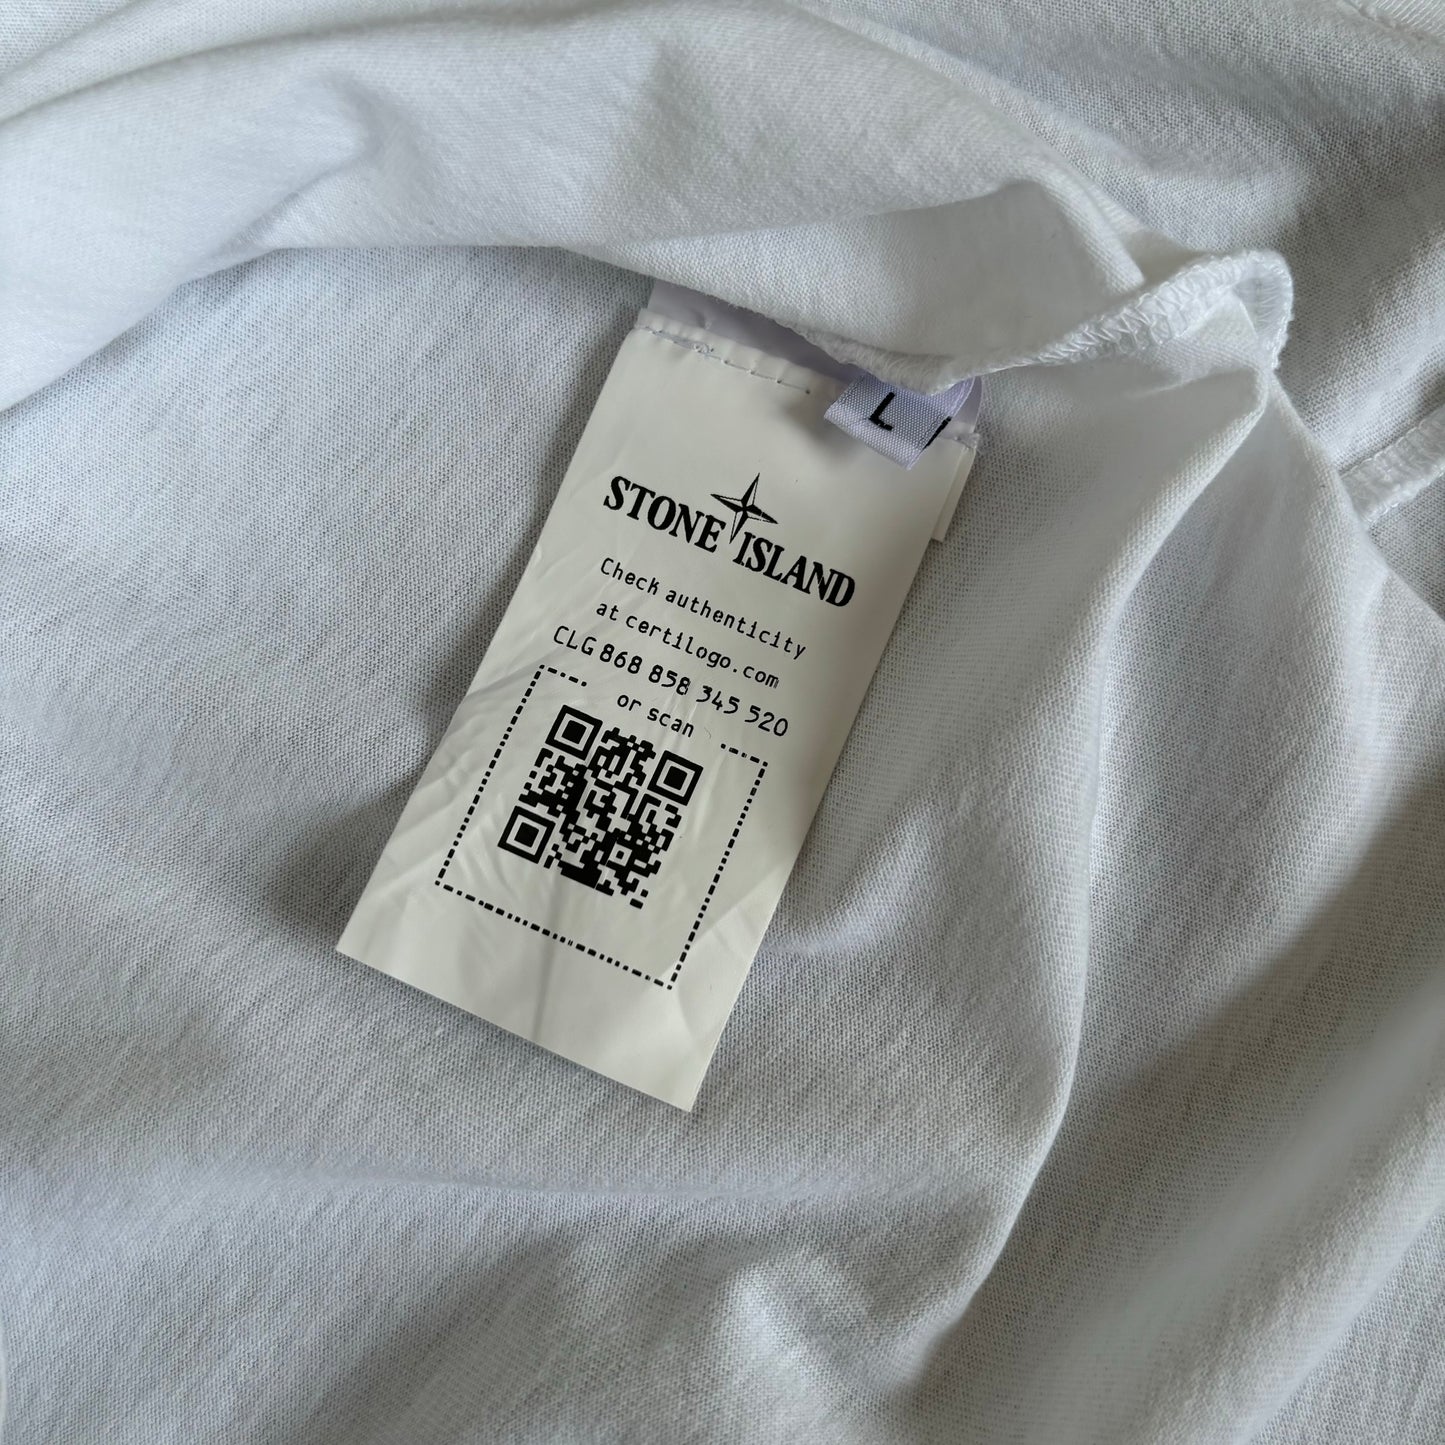 L
STONE ISLAND
Check authenticity
at certilogo.com
CLG 868 858 345 520
or scan